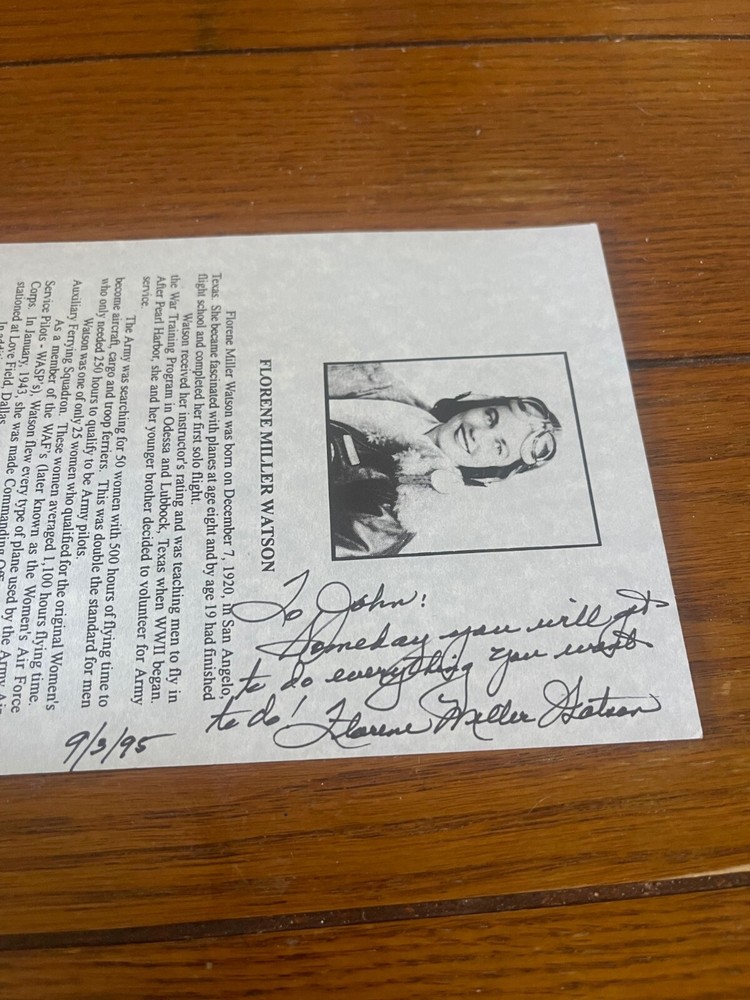 FLORENE MILLER WATSON
Florene Miller Watson was born on December 7, 1920, in San Angelo,
Texas. She became fascinated with planes at age eight and by age 19 had finished
flight school and completed her first solo flight.
Watson received her instructor's rating and was teaching men to fly in
the War Training Program in Odessa and Lubbock, Texas when WWII began.
After Pearl Harbor, she and her younger brother decided to volunteer for Army
service.
The Army was searching for 50 women with 500 hours of flying time to
become aircraft, cargo and troop ferriers. This was double the standard for men
who only needed 250 hours to qualify to be Army pilots.
Watson was one of only 25 women who qualified for the original Women's
Auxiliary Ferrying Squadron. These women averaged 1,100 hours flying time.
As a member of the WAF's (later known as the Women's Air Force
Service Pilots - WASP's), Watson flew every type of plane used by the Army Air
Corps. In January, 1943, she was made Commanding
stationed at Love Field, Dallas
To John:
Someday you will get
to do everything you want
to do!
Florene Miller Watson
9/3/95